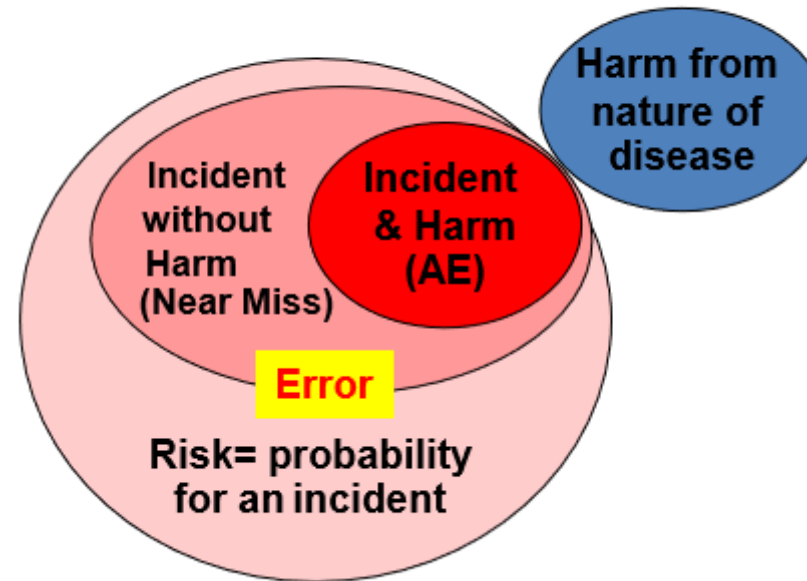 Harm from
nature of
disease
Incident
without
Harm
(Near Miss)
Incident
& Harm
(AE)
Error
Risk= probability
for an incident